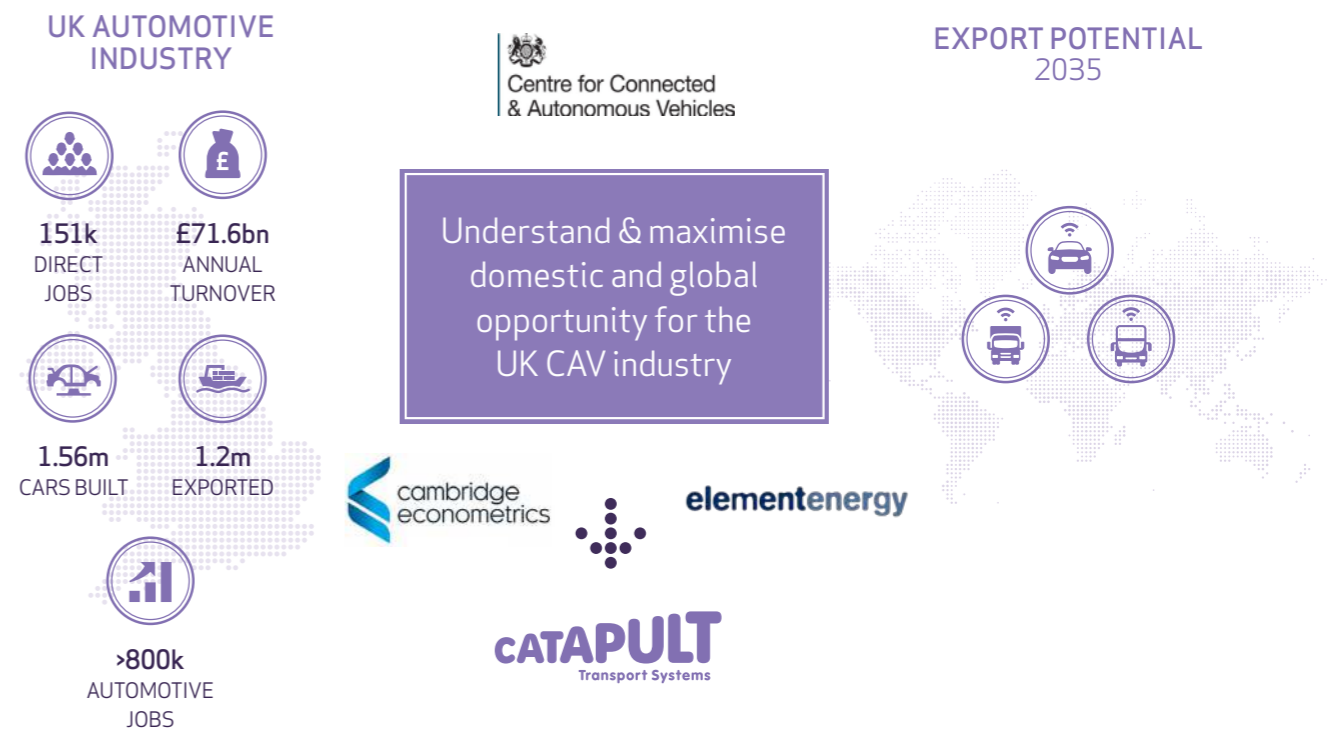 UK AUTOMOTIVE
INDUSTRY
151k
DIRECT
JOBS
£
£71.6bn
ANNUAL
TURNOVER
1.56m
CARS BUILT
1.2m
EXPORTED
>800k
AUTOMOTIVE
JOBS
Centre for Connected
& Autonomous Vehicles
Understand & maximise
domestic and global
opportunity for the
UK CAV industry
cambridge
econometrics
elementenergy
CATAPULT
Transport Systems
EXPORT POTENTIAL
2035